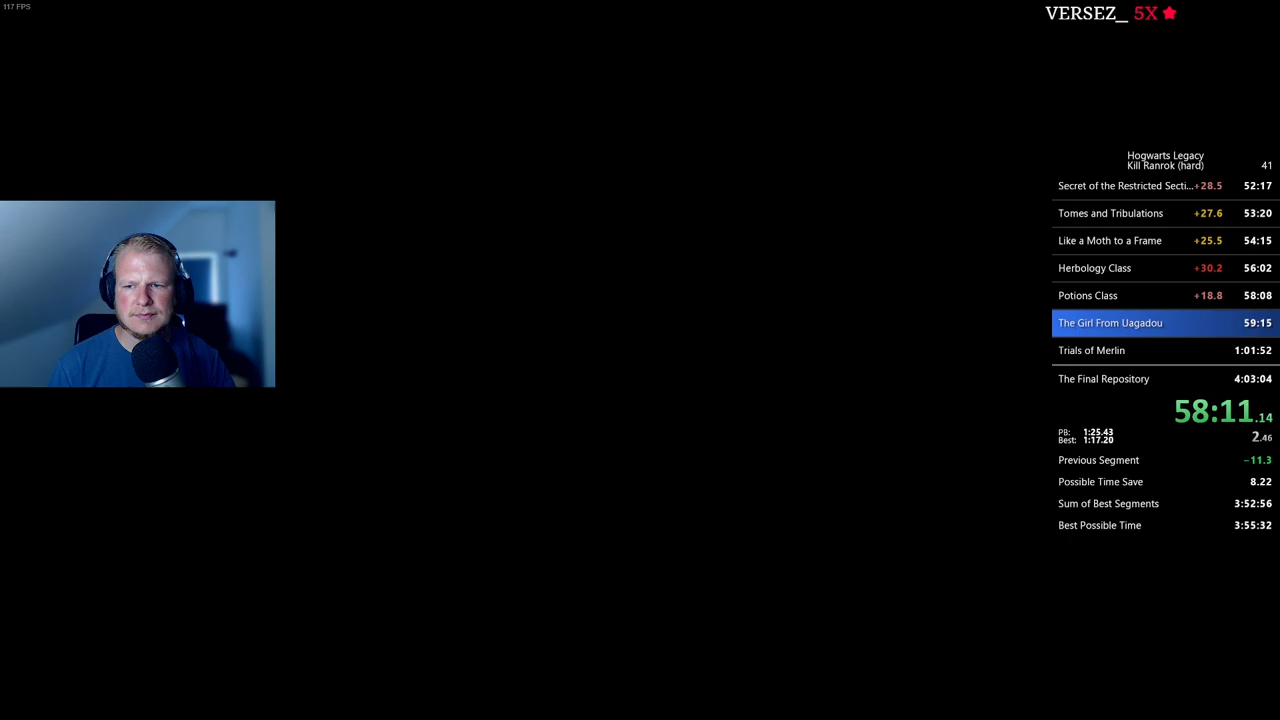 117 FPS
VERSEZ_ 5X
Hogwarts Legacy
Kill Ranrok (hard) 41
Secret of the Restricted Secti... +28.5 52:17
Tomes and Tribulations +27.6 53:20
Like a Moth to a Frame +25.5 54:15
Herbology Class +30.2 56:02
Potions Class +18.8 58:08
The Girl From Uagadou 59:15
Trials of Merlin 1:01:52
The Final Repository 4:03:04
58:11.14
PB: 1:25.43
Best: 1:17.20 2.46
Previous Segment −11.3
Possible Time Save 8.22
Sum of Best Segments 3:52:56
Best Possible Time 3:55:32